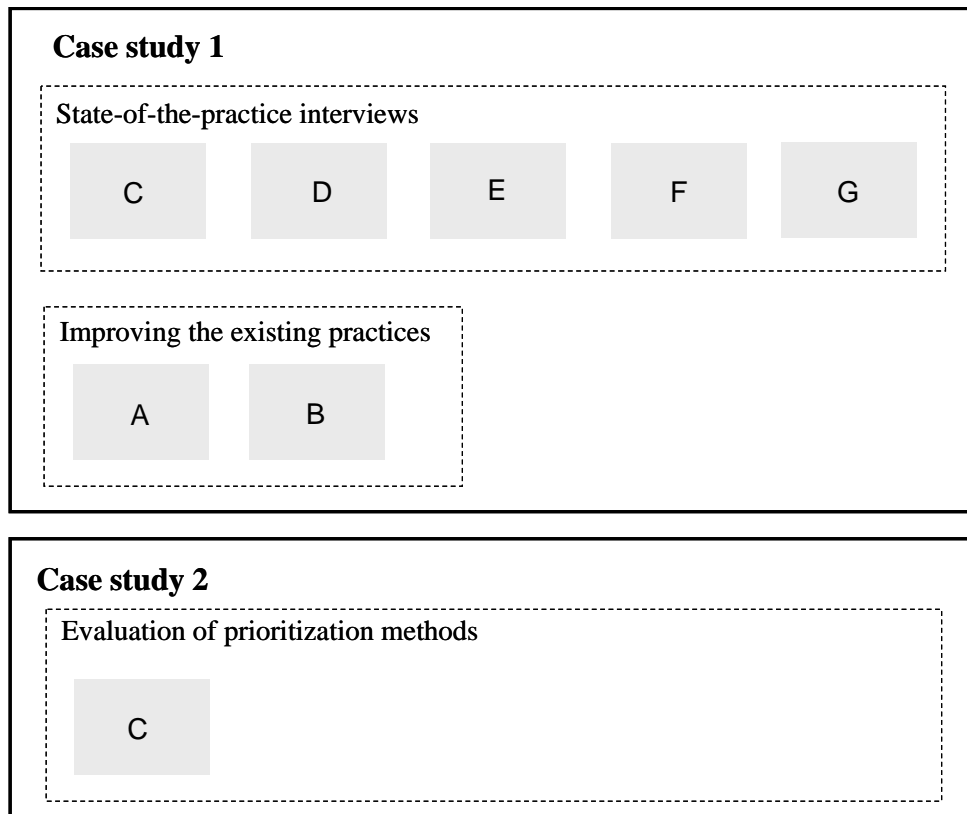 Case study 1
State-of-the-practice interviews
C D E F G
Improving the existing practices
A B
Case study 2
Evaluation of prioritization methods
C